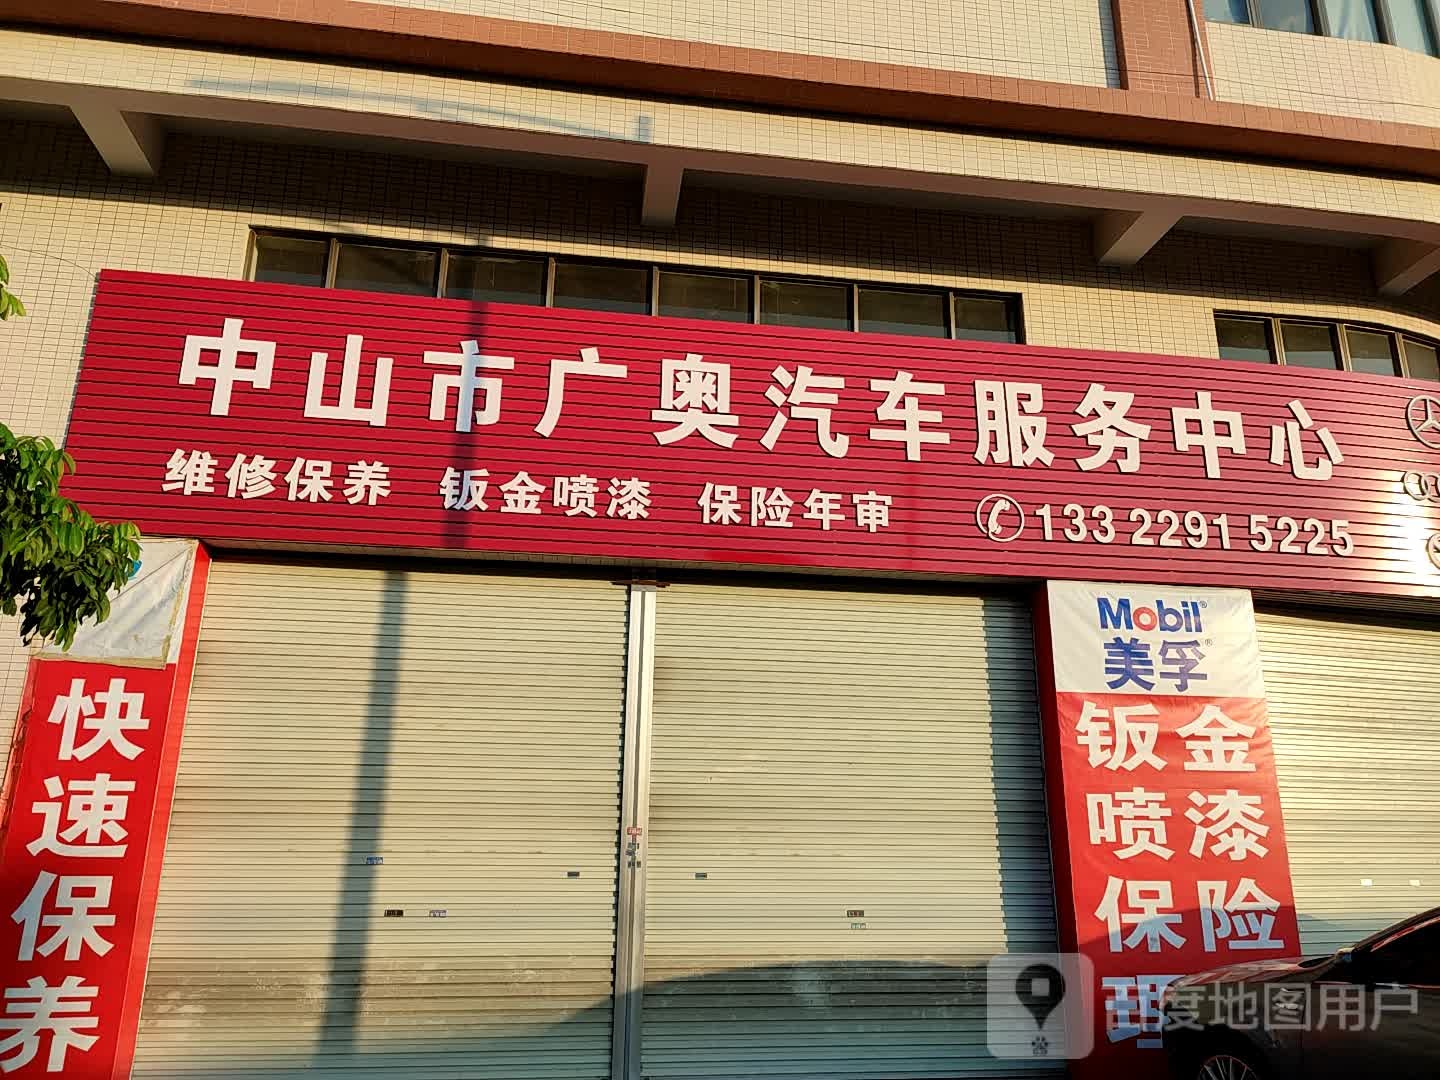 中山市广奥汽车服务中心
维修保养 钣金喷漆 保险年审
133 2291 5225
快速保养
Mobil®
美孚®
钣金
喷漆
保险
理
百度地图用户